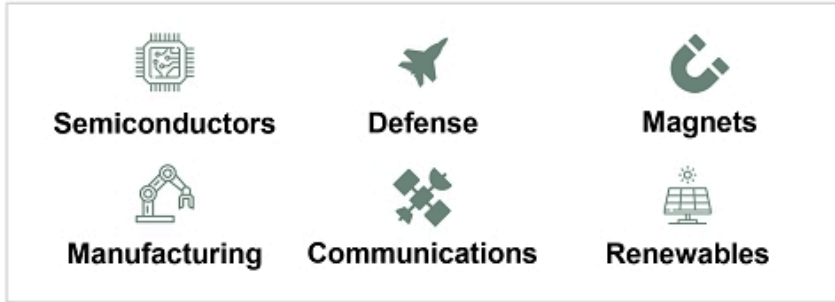 Semiconductors
Defense
Magnets
Manufacturing
Communications
Renewables